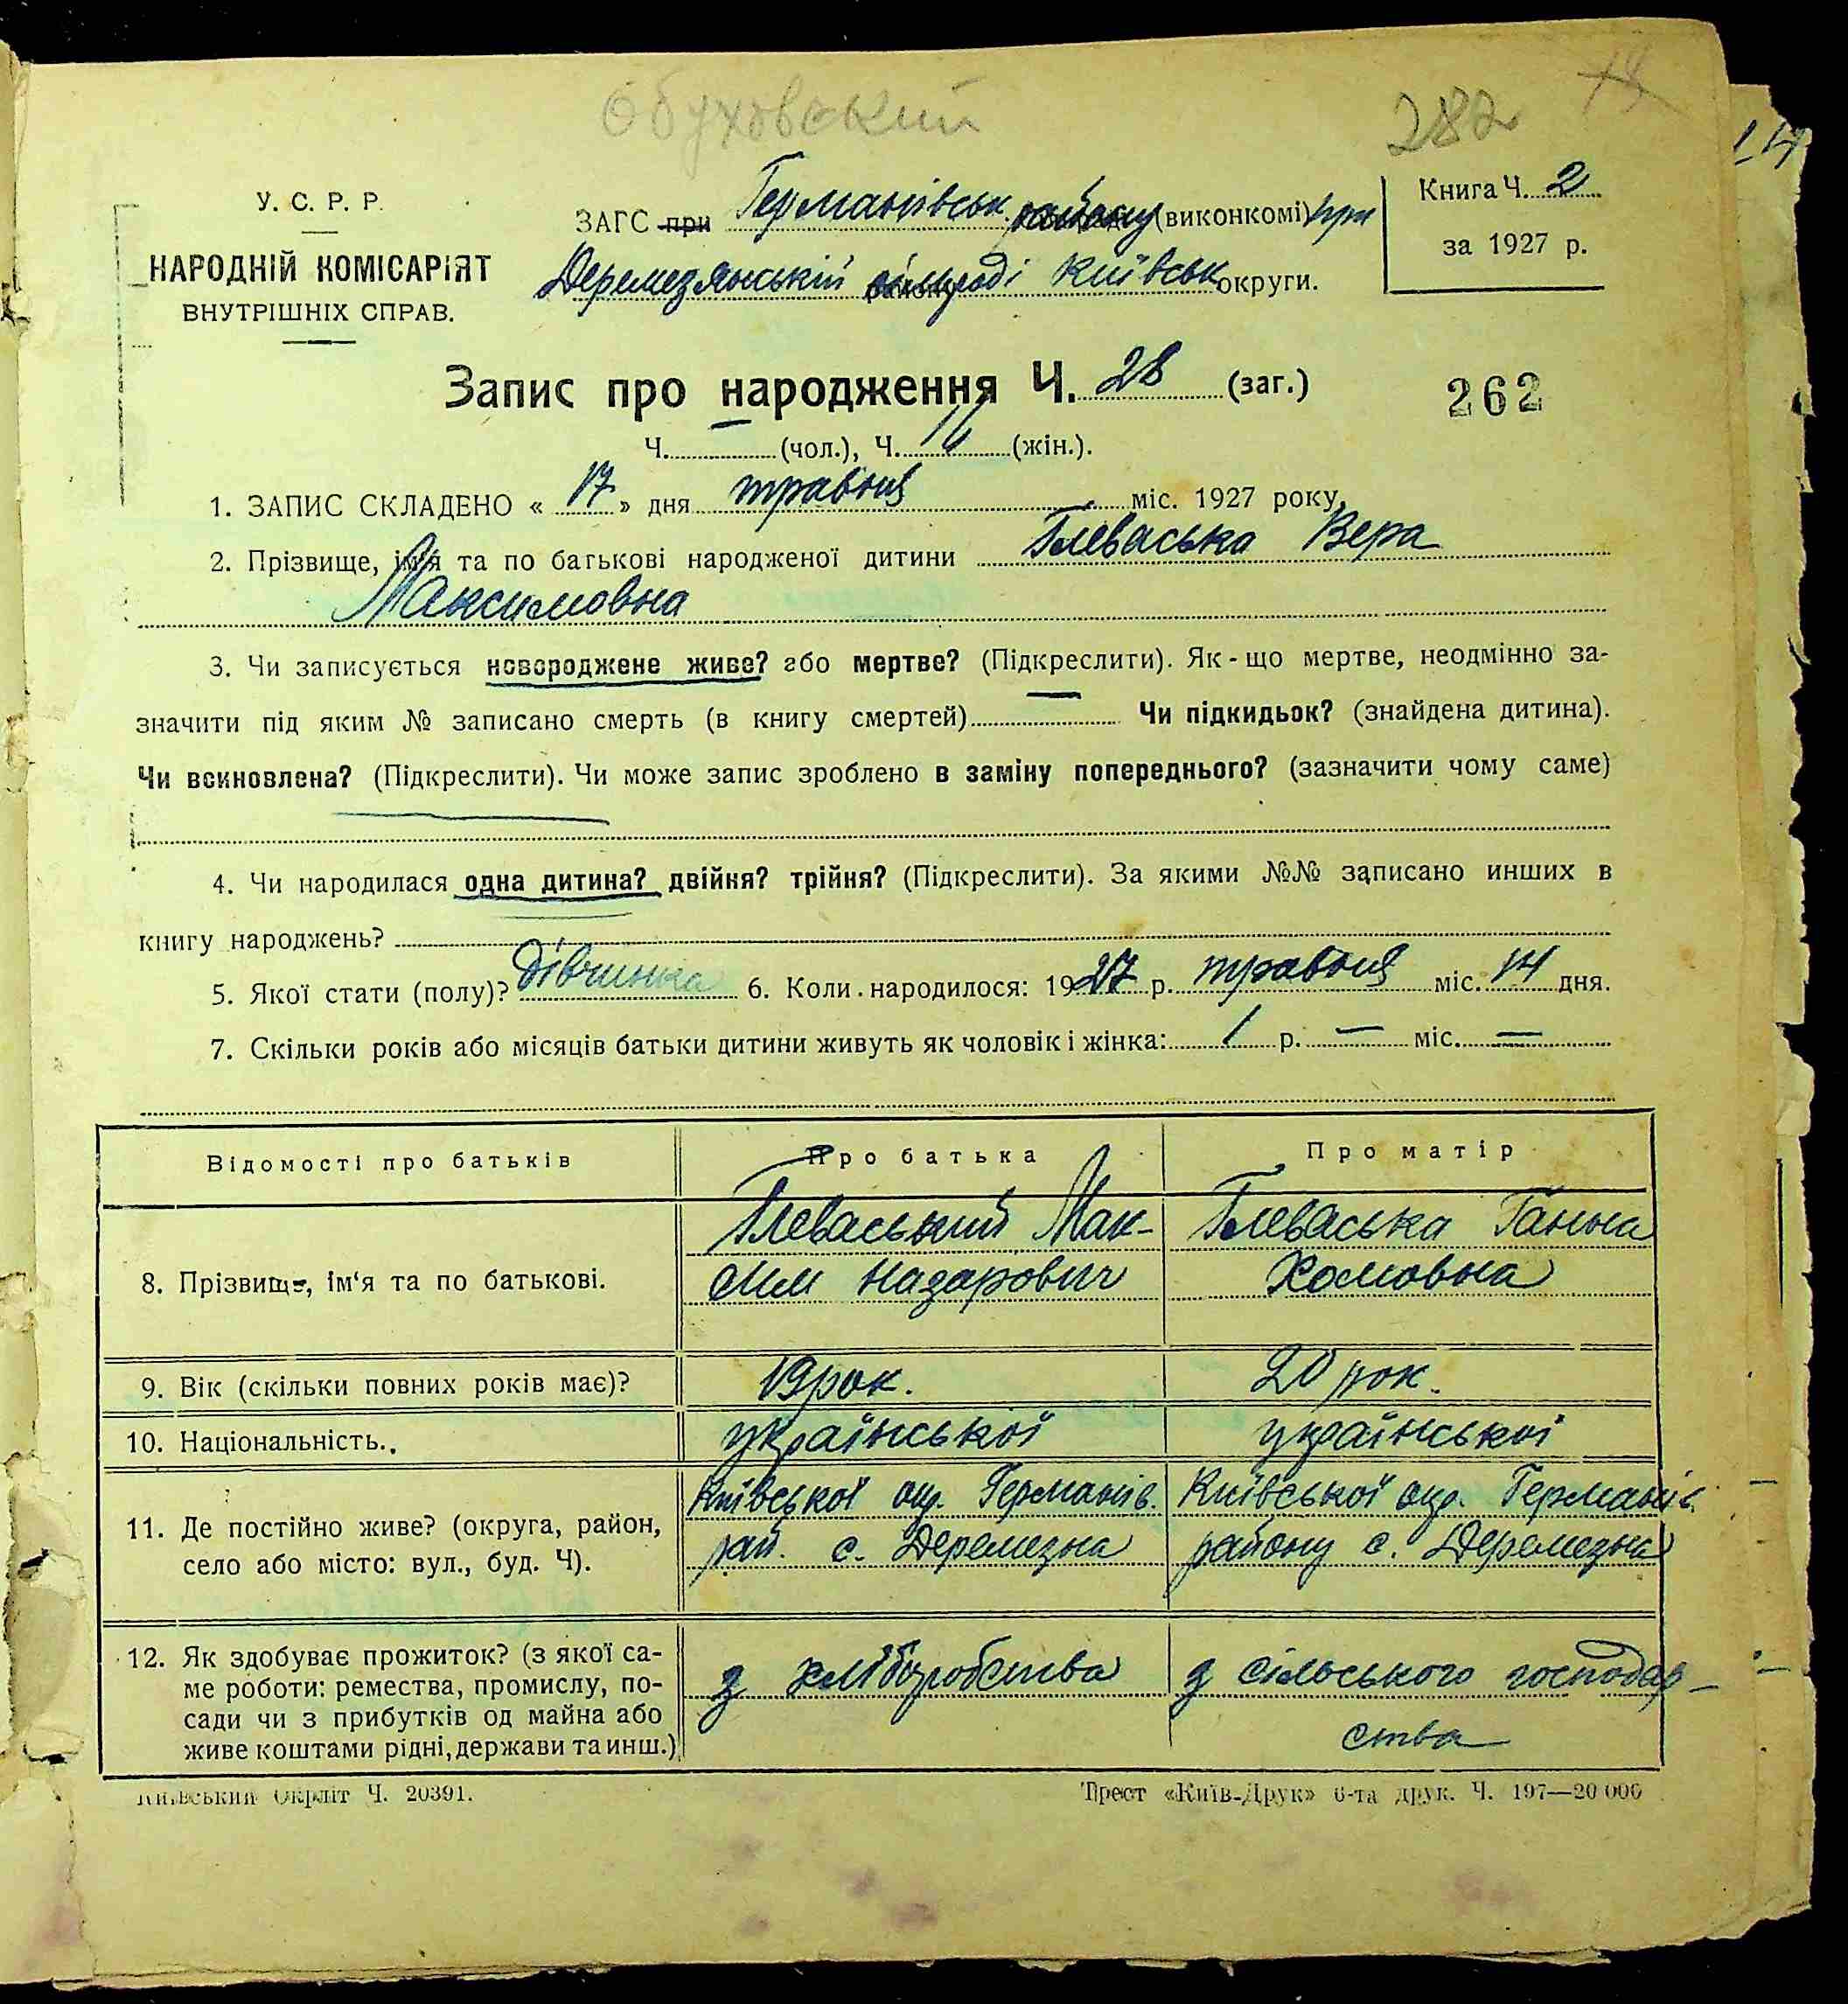 Обуховский
282
У. С. Р. Р.
НАРОДНІЙ КОМІСАРІЯТ
ВНУТРІШНІХ СПРАВ.
ЗАГС при Германівськ. району (виконкомі) при
Деремезянській сільраді Київськ округи.
Книга Ч. 2
за 1927 р.
Запис про народження Ч. 28 (заг.)
262
Ч. — (чол.), Ч. (жін.).
1. ЗАПИС СКЛАДЕНО « 17 » дня травня міс. 1927 року,
2. Прізвище, ім'я та по батькові народженої дитини Глеваська Вера
Максимовна
3. Чи записується новороджене живе? або мертве? (Підкреслити). Як-що мертве, неодмінно за-
значити під яким № записано смерть (в книгу смертей) — Чи підкидьок? (знайдена дитина).
Чи всиновлена? (Підкреслити). Чи може запис зроблено в заміну попереднього? (зазначити чому саме)
4. Чи народилася одна дитина? двійня? трійня? (Підкреслити). За якими №№ записано инших в
книгу народжень?
5. Якої стати (полу)? дівчинка 6. Коли народилося: 1927 р. травня міс. 14 дня.
7. Скільки років або місяців батьки дитини живуть як чоловік і жінка: 1 р. — міс. —
Відомості про батьків Про батька Про матір
8. Прізвище, ім'я та по батькові.
Глеваський Мак-
сим Назарович
Глеваська Ганна
Хомовна
9. Вік (скільки повних років має)? 19 рок. 20 рок.
10. Національність. української української
11. Де постійно живе? (округа, район,
село або місто: вул., буд. Ч).
Київської окр. Германів.
рай. с. Деремезна
Київської окр. Германів.
району с. Деремезна
12. Як здобуває прожиток? (з якої са-
ме роботи: ремества, промислу, по-
сади чи з прибутків од майна або
живе коштами рідні, держави та инш.)
з хліборобства
з сільського господар-
ства
Київський Окрліт Ч. 20391.
Трест «Київ-Друк» 6-та друк. Ч. 197—20 000